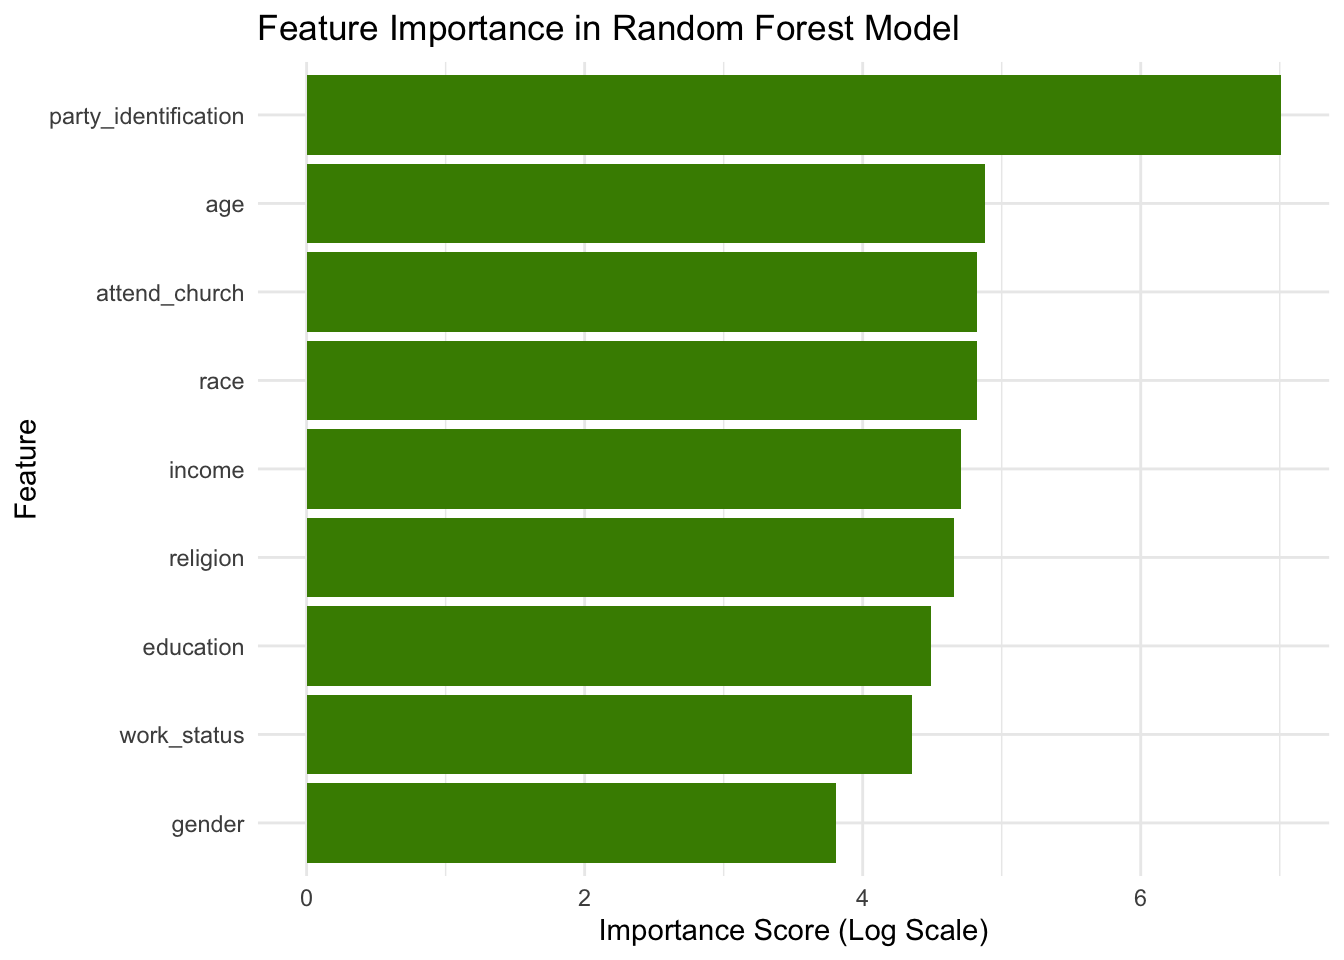 Feature Importance in Random Forest Model
party_identification
age
attend_church
race
income
religion
education
work_status
gender
Feature
0 2 4 6
Importance Score (Log Scale)